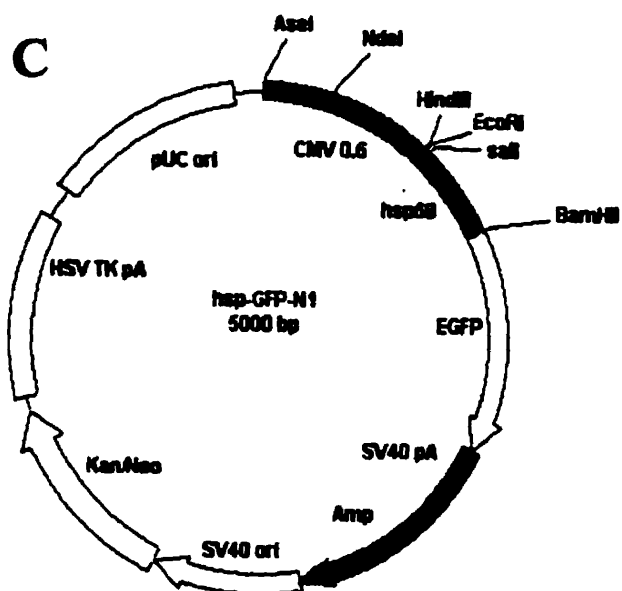 C
AseI
NdeI
HindIII
EcoRI
salI
CMV 0.6
pUC ori
hsp68
BamHI
HSV TK pA
hsp-GFP-N1
5000 bp
EGFP
SV40 pA
Kan/Neo
Amp
SV40 ori